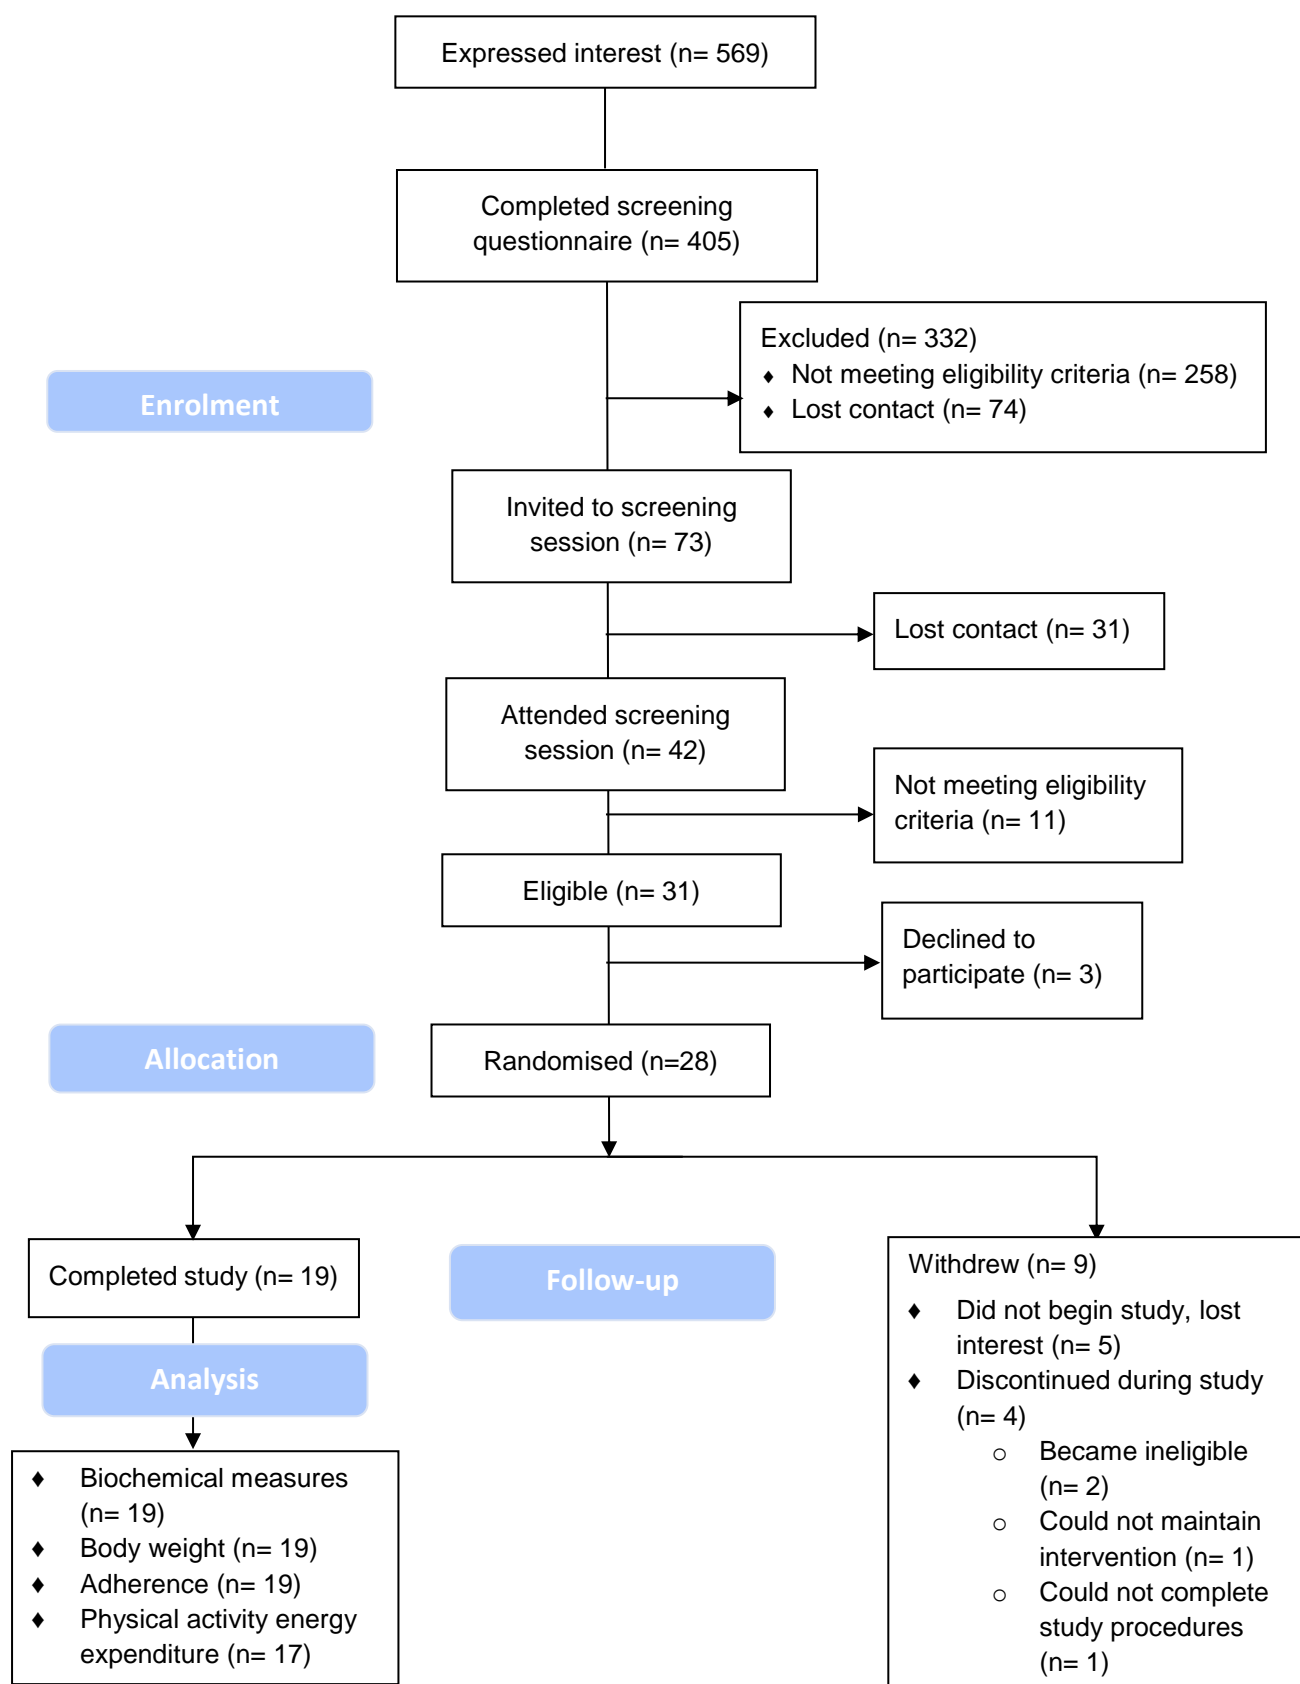 Expressed interest (n= 569)
Completed screening
questionnaire (n= 405)
Excluded (n= 332)
♦ Not meeting eligibility criteria (n= 258)
♦ Lost contact (n= 74)
Enrolment
Invited to screening
session (n= 73)
Lost contact (n= 31)
Attended screening
session (n= 42)
Not meeting eligibility
criteria (n= 11)
Eligible (n= 31)
Declined to
participate (n= 3)
Allocation
Randomised (n=28)
Completed study (n= 19)
Follow-up
Withdrew (n= 9)
♦ Did not begin study, lost
interest (n= 5)
♦ Discontinued during study
(n= 4)
o Became ineligible
(n= 2)
o Could not maintain
intervention (n= 1)
o Could not complete
study procedures
(n= 1)
Analysis
♦ Biochemical measures
(n= 19)
♦ Body weight (n= 19)
♦ Adherence (n= 19)
♦ Physical activity energy
expenditure (n= 17)